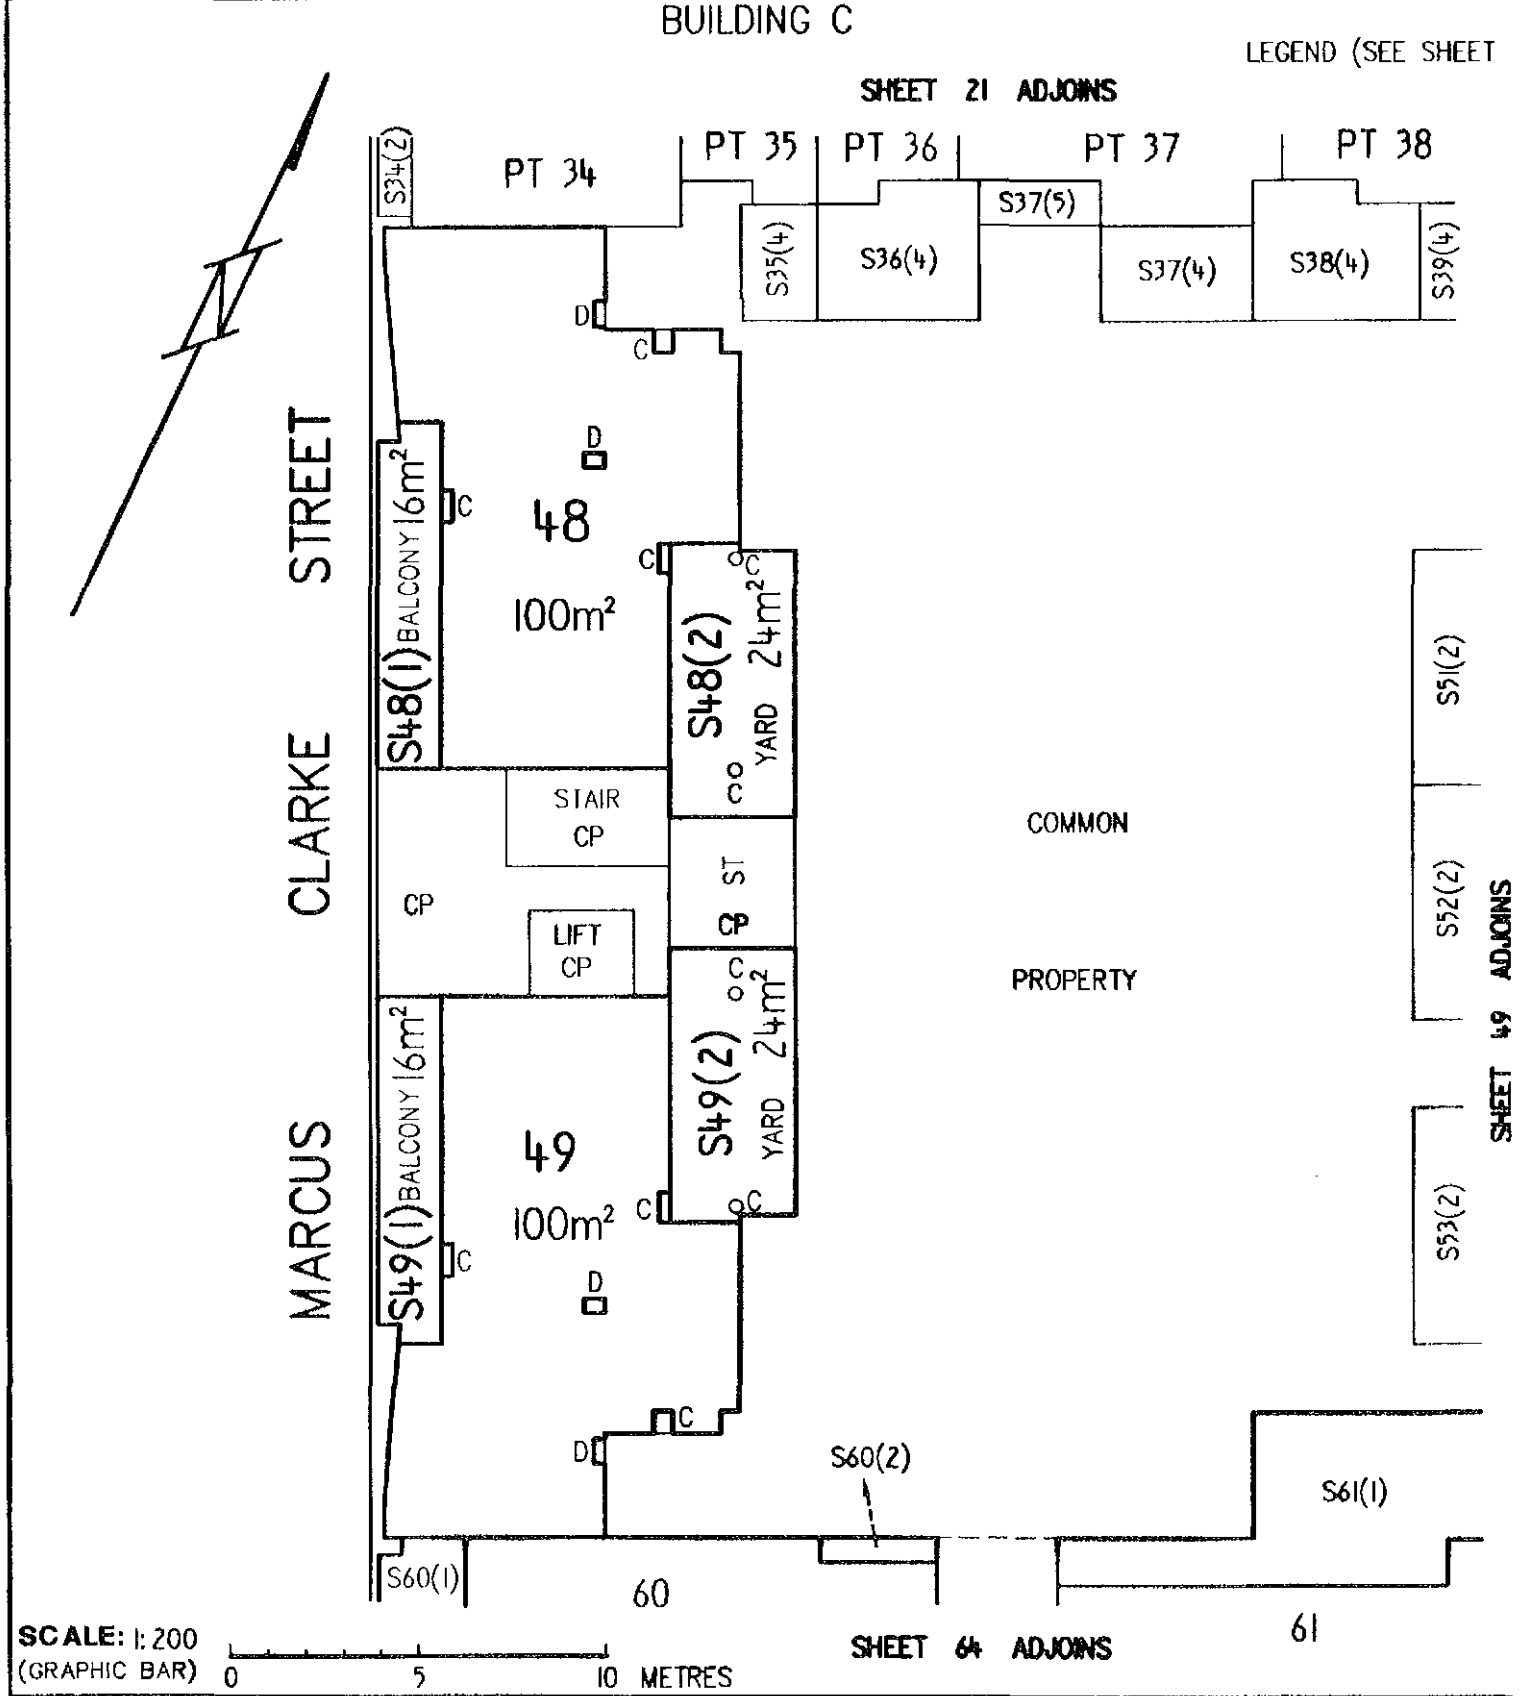 BUILDING C
LEGEND (SEE SHEET
SHEET 21 ADJOINS
S34(2)
PT 34
PT 35
PT 36
PT 37
PT 38
S35(4)
S36(4)
S37(5)
S37(4)
S38(4)
S39(4)
D
C
D
C
48
100m²
S48(1) BALCONY 16m²
C
C
S48(2)
YARD 24m²
C
STAIR
CP
CP
LIFT
CP
ST
CP
COMMON
PROPERTY
MARCUS CLARKE STREET
S51(2)
S52(2)
S53(2)
SHEET 49 ADJOINS
C
S49(2)
YARD 24m²
C
S49(1) BALCONY 16m²
49
100m²
C
C
D
C
D
S60(2)
S61(1)
S60(1)
60
61
SCALE: 1:200
(GRAPHIC BAR)
0 5 10 METRES
SHEET 64 ADJOINS